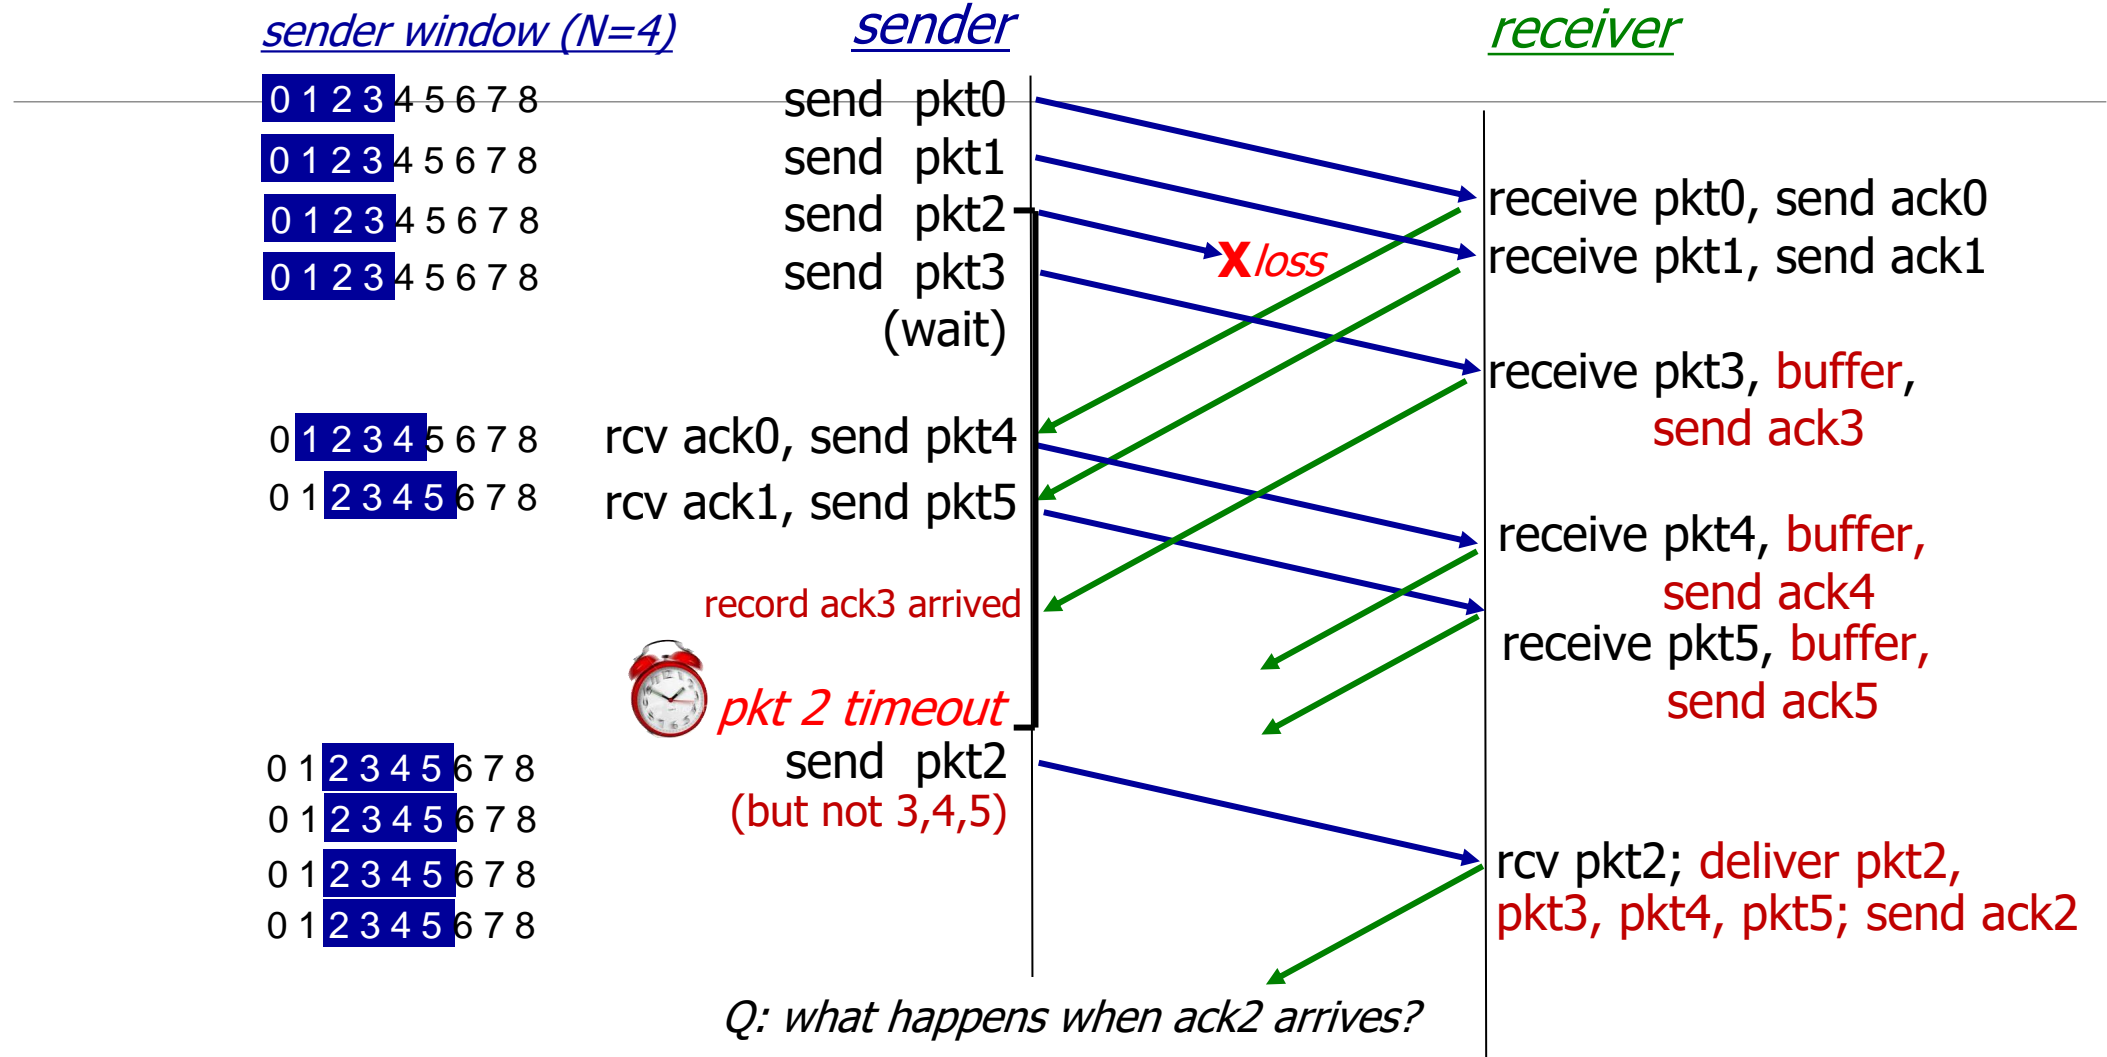 sender window (N=4) sender receiver
0 1 2 3 4 5 6 7 8 send pkt0
0 1 2 3 4 5 6 7 8 send pkt1
receive pkt0, send ack0
0 1 2 3 4 5 6 7 8 send pkt2
X loss
receive pkt1, send ack1
0 1 2 3 4 5 6 7 8 send pkt3
(wait)
receive pkt3, buffer,
send ack3
0 1 2 3 4 5 6 7 8 rcv ack0, send pkt4
0 1 2 3 4 5 6 7 8 rcv ack1, send pkt5
receive pkt4, buffer,
send ack4
record ack3 arrived
receive pkt5, buffer,
send ack5
pkt 2 timeout
0 1 2 3 4 5 6 7 8 send pkt2
0 1 2 3 4 5 6 7 8 (but not 3,4,5)
0 1 2 3 4 5 6 7 8
rcv pkt2; deliver pkt2,
pkt3, pkt4, pkt5; send ack2
0 1 2 3 4 5 6 7 8
Q: what happens when ack2 arrives?